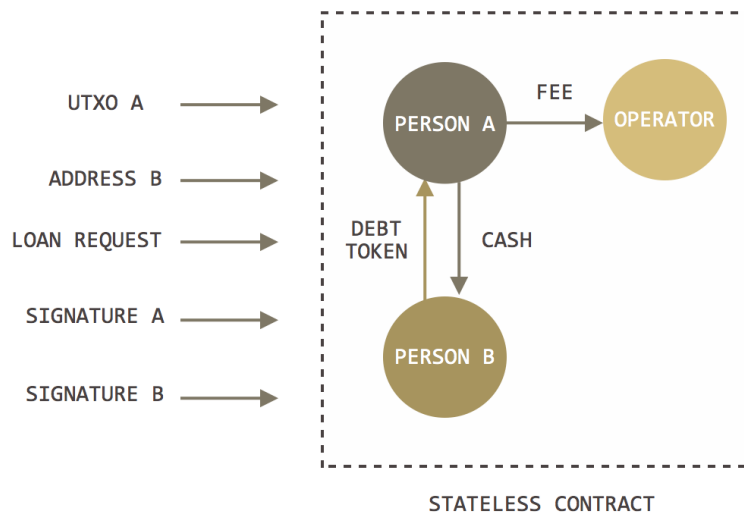 UTXO A
ADDRESS B
LOAN REQUEST
SIGNATURE A
SIGNATURE B
PERSON A
FEE
OPERATOR
DEBT
TOKEN
CASH
PERSON B
STATELESS CONTRACT